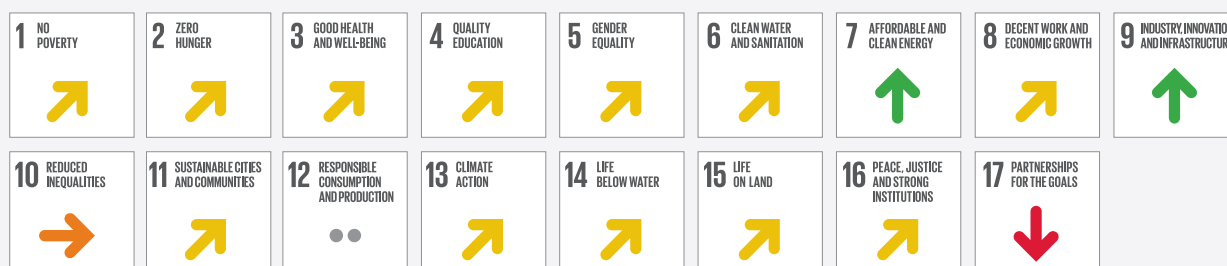 1 NO
POVERTY
2 ZERO
HUNGER
3 GOOD HEALTH
AND WELL-BEING
4 QUALITY
EDUCATION
5 GENDER
EQUALITY
6 CLEAN WATER
AND SANITATION
7 AFFORDABLE AND
CLEAN ENERGY
8 DECENT WORK AND
ECONOMIC GROWTH
9 INDUSTRY, INNOVATIO
AND INFRASTRUCTUR
10 REDUCED
INEQUALITIES
11 SUSTAINABLE CITIES
AND COMMUNITIES
12 RESPONSIBLE
CONSUMPTION
AND PRODUCTION
13 CLIMATE
ACTION
14 LIFE
BELOW WATER
15 LIFE
ON LAND
16 PEACE, JUSTICE
AND STRONG
INSTITUTIONS
17 PARTNERSHIPS
FOR THE GOALS